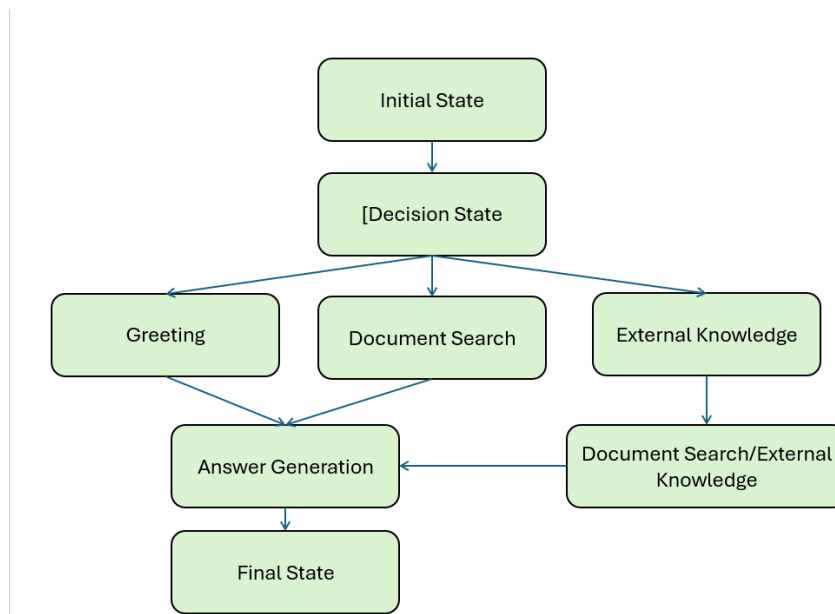 Initial State
[Decision State
Greeting
Document Search
External Knowledge
Answer Generation
Document Search/External
Knowledge
Final State